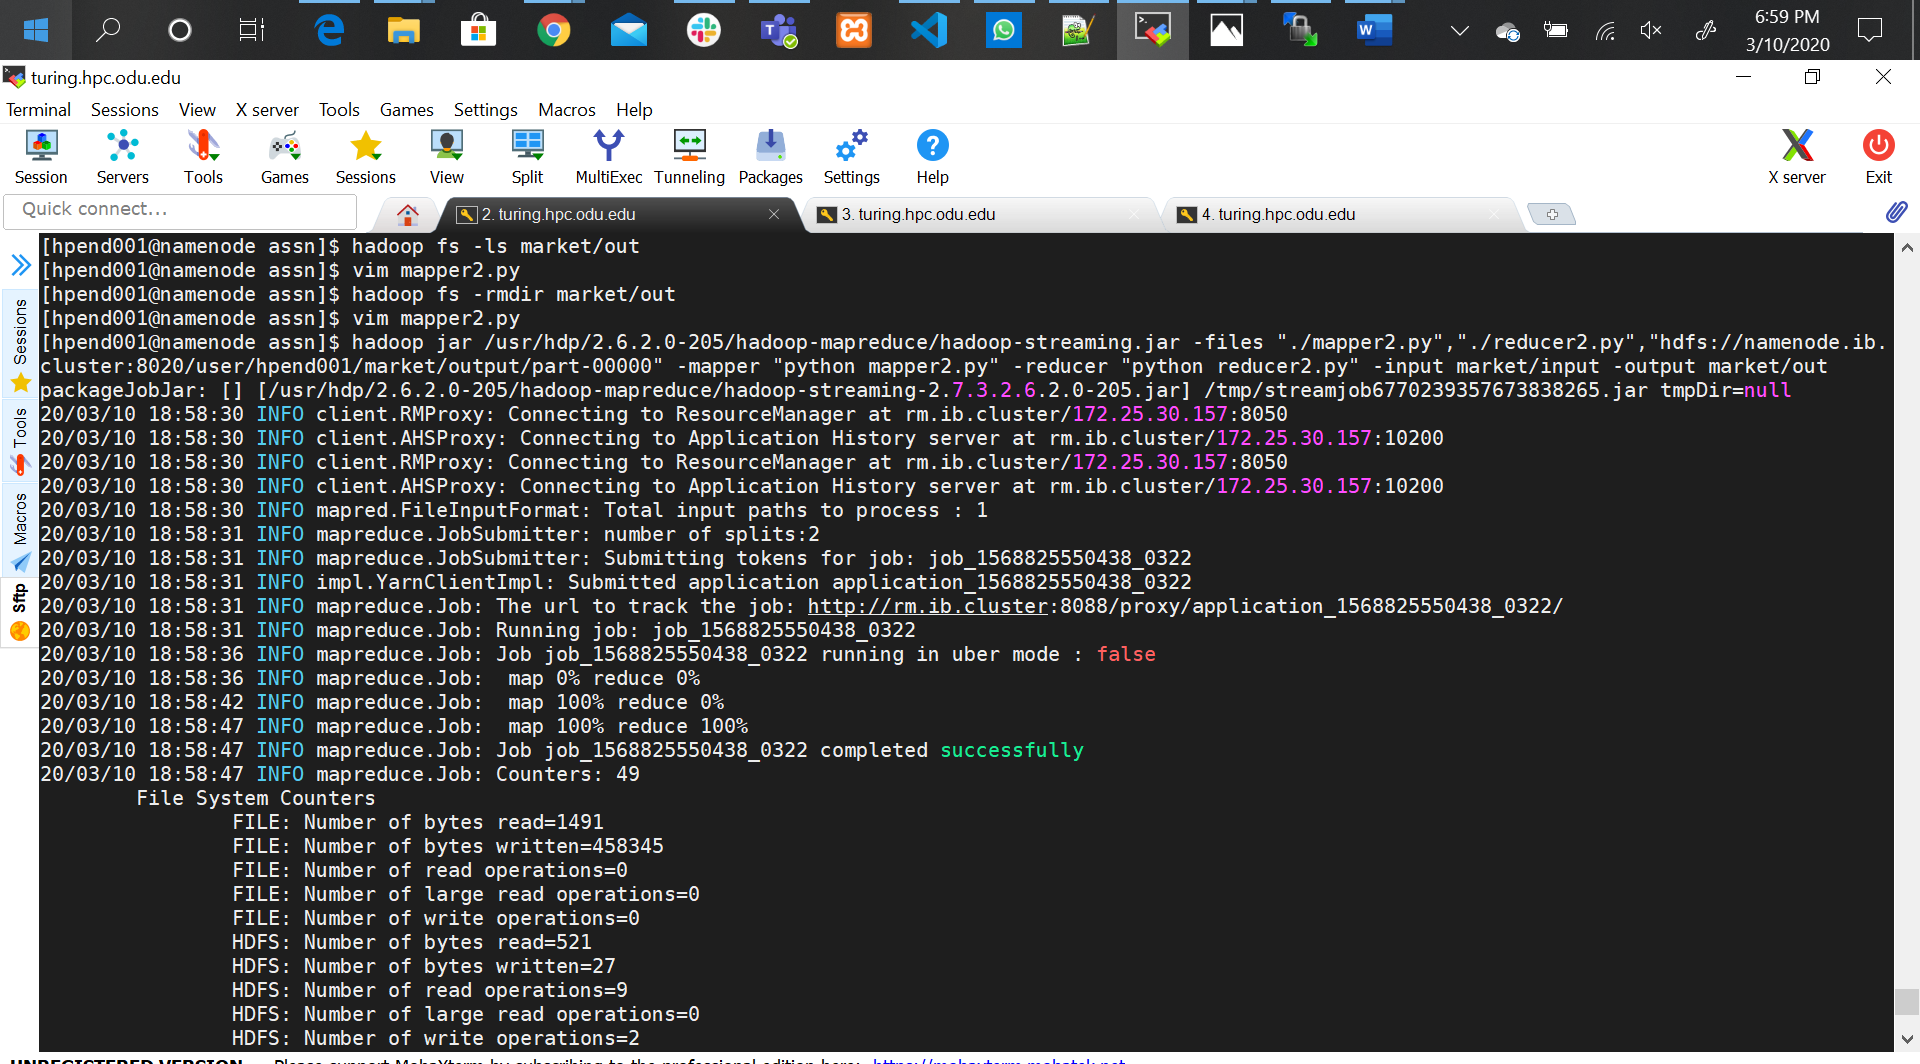 6:59 PM
3/10/2020
turing.hpc.odu.edu
Terminal Sessions View X server Tools Games Settings Macros Help
Session Servers Tools Games Sessions View Split MultiExec Tunneling Packages Settings Help X server Exit
Quick connect...
2. turing.hpc.odu.edu
3. turing.hpc.odu.edu
4. turing.hpc.odu.edu
Sessions
Tools
Macros
Sftp
[hpend001@namenode assn]$ hadoop fs -ls market/out
[hpend001@namenode assn]$ vim mapper2.py
[hpend001@namenode assn]$ hadoop fs -rmdir market/out
[hpend001@namenode assn]$ vim mapper2.py
[hpend001@namenode assn]$ hadoop jar /usr/hdp/2.6.2.0-205/hadoop-mapreduce/hadoop-streaming.jar -files "./mapper2.py","./reducer2.py","hdfs://namenode.ib.
cluster:8020/user/hpend001/market/output/part-00000" -mapper "python mapper2.py" -reducer "python reducer2.py" -input market/input -output market/out
packageJobJar: [] [/usr/hdp/2.6.2.0-205/hadoop-mapreduce/hadoop-streaming-2.7.3.2.6.2.0-205.jar] /tmp/streamjob6770239357673838265.jar tmpDir=null
20/03/10 18:58:30 INFO client.RMProxy: Connecting to ResourceManager at rm.ib.cluster/172.25.30.157:8050
20/03/10 18:58:30 INFO client.AHSProxy: Connecting to Application History server at rm.ib.cluster/172.25.30.157:10200
20/03/10 18:58:30 INFO client.RMProxy: Connecting to ResourceManager at rm.ib.cluster/172.25.30.157:8050
20/03/10 18:58:30 INFO client.AHSProxy: Connecting to Application History server at rm.ib.cluster/172.25.30.157:10200
20/03/10 18:58:30 INFO mapred.FileInputFormat: Total input paths to process : 1
20/03/10 18:58:31 INFO mapreduce.JobSubmitter: number of splits:2
20/03/10 18:58:31 INFO mapreduce.JobSubmitter: Submitting tokens for job: job_1568825550438_0322
20/03/10 18:58:31 INFO impl.YarnClientImpl: Submitted application application_1568825550438_0322
20/03/10 18:58:31 INFO mapreduce.Job: The url to track the job: http://rm.ib.cluster:8088/proxy/application_1568825550438_0322/
20/03/10 18:58:31 INFO mapreduce.Job: Running job: job_1568825550438_0322
20/03/10 18:58:36 INFO mapreduce.Job: Job job_1568825550438_0322 running in uber mode : false
20/03/10 18:58:36 INFO mapreduce.Job:  map 0% reduce 0%
20/03/10 18:58:42 INFO mapreduce.Job:  map 100% reduce 0%
20/03/10 18:58:47 INFO mapreduce.Job:  map 100% reduce 100%
20/03/10 18:58:47 INFO mapreduce.Job: Job job_1568825550438_0322 completed successfully
20/03/10 18:58:47 INFO mapreduce.Job: Counters: 49
File System Counters
FILE: Number of bytes read=1491
FILE: Number of bytes written=458345
FILE: Number of read operations=0
FILE: Number of large read operations=0
FILE: Number of write operations=0
HDFS: Number of bytes read=521
HDFS: Number of bytes written=27
HDFS: Number of read operations=9
HDFS: Number of large read operations=0
HDFS: Number of write operations=2
UNREGISTERED VERSION - Please support MobaXterm by subscribing to the professional edition here: https://mobaxterm.mobatek.net